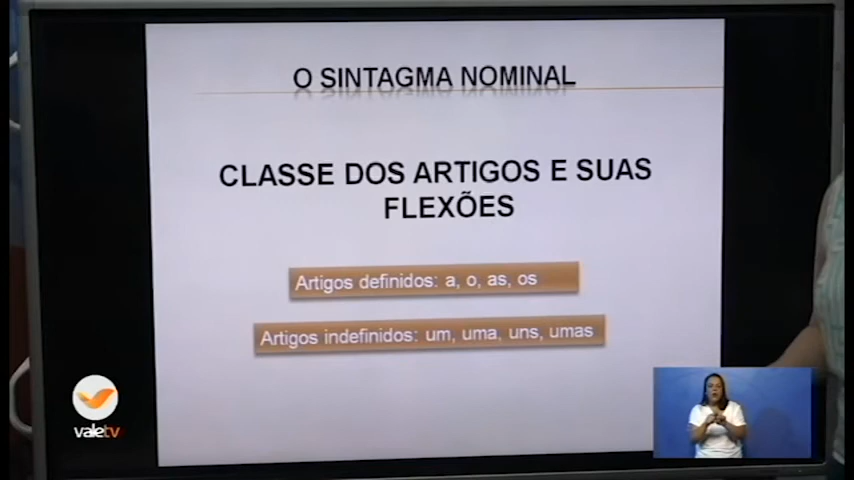 O SINTAGMA NOMINAL
CLASSE DOS ARTIGOS E SUAS
FLEXÕES
Artigos definidos: a, o, as, os
Artigos indefinidos: um, uma, uns, umas
valetv